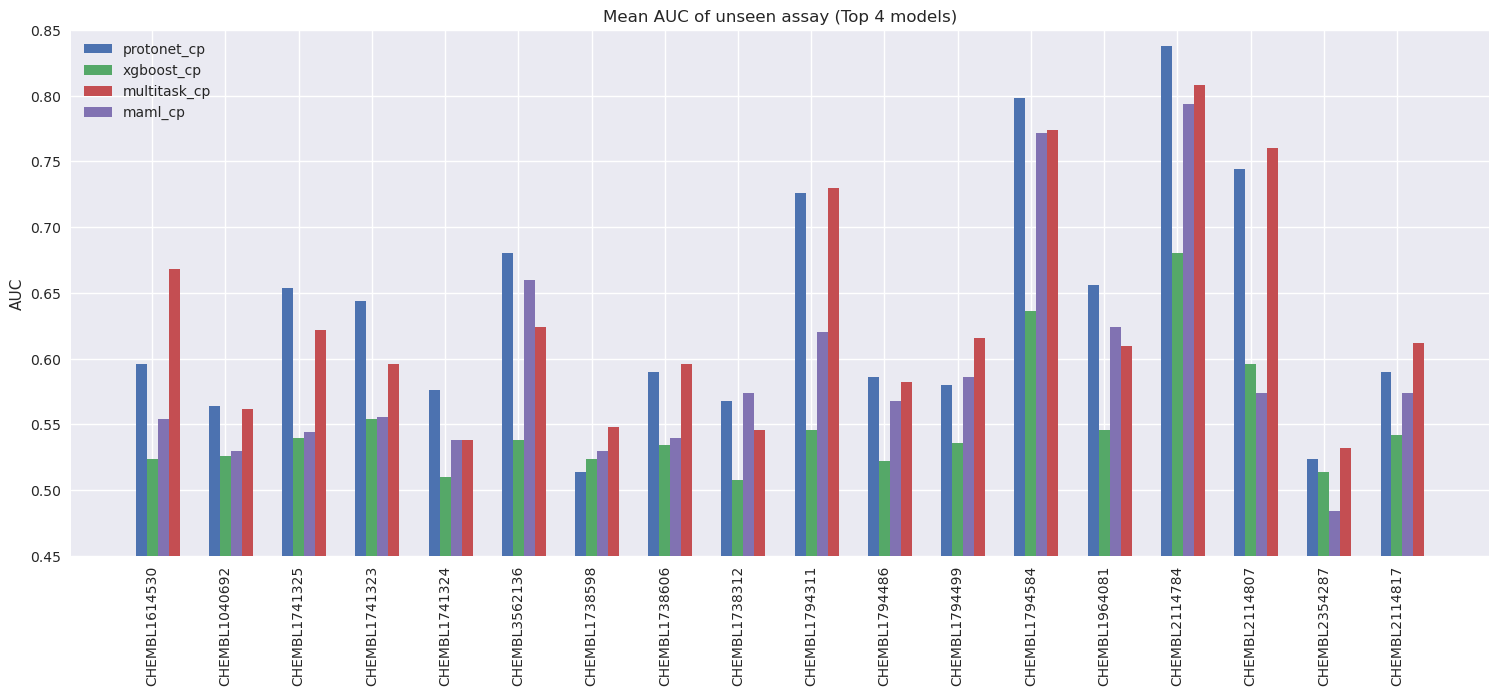 Mean AUC of unseen assay (Top 4 models)
protonet_cp
xgboost_cp
multitask_cp
maml_cp
AUC
0.85
0.80
0.75
0.70
0.65
0.60
0.55
0.50
0.45
CHEMBL1614530
CHEMBL1040692
CHEMBL1741325
CHEMBL1741323
CHEMBL1741324
CHEMBL3562136
CHEMBL1738598
CHEMBL1738606
CHEMBL1738312
CHEMBL1794311
CHEMBL1794486
CHEMBL1794499
CHEMBL1794584
CHEMBL1964081
CHEMBL2114784
CHEMBL2114807
CHEMBL2354287
CHEMBL2114817